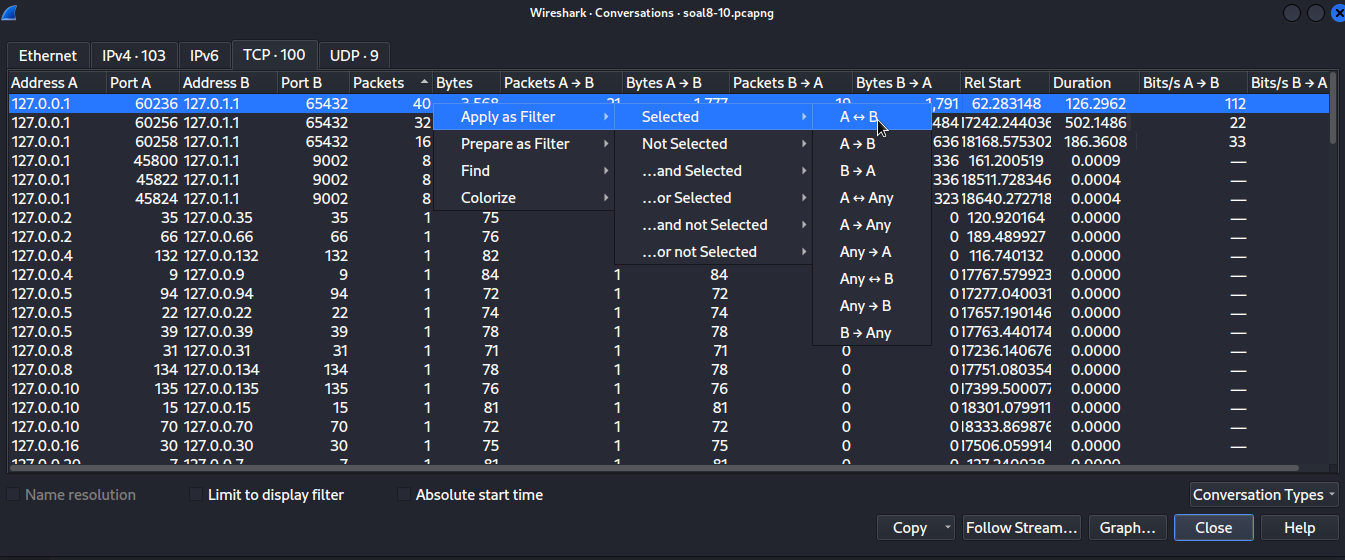 Wireshark · Conversations · soal8-10.pcapng
Ethernet IPv4 · 103 IPv6 TCP · 100 UDP · 9
Address A Port A Address B Port B Packets Bytes Packets A → B Bytes A → B Packets B → A Bytes B → A Rel Start Duration Bits/s A → B Bits/s B → A
127.0.0.1 60236 127.0.1.1 65432 40 3,568 21 1,777 19 1,791 62.283148 126.2962 112
Apply as Filter Selected A ↔ B
127.0.0.1 60256 127.0.1.1 65432 32 484 17242.244036 502.1486 22
127.0.0.1 60258 127.0.1.1 65432 16 Prepare as Filter Not Selected A → B 636 18168.575302 186.3608 33
127.0.0.1 45800 127.0.1.1 9002 8 336 161.200519 0.0009 —
Find ...and Selected B → A
127.0.0.1 45822 127.0.1.1 9002 8 336 18511.728346 0.0004 —
127.0.0.1 45824 127.0.1.1 9002 8 Colorize ...or Selected A ↔ Any 323 18640.272718 0.0004 —
127.0.0.2 35 127.0.0.35 35 1 75 0 120.920164 0.0000 —
...and not Selected A → Any
127.0.0.2 66 127.0.0.66 66 1 76 0 189.489927 0.0000 —
127.0.0.4 132 127.0.0.132 132 1 82 ...or not Selected Any → A 0 116.740132 0.0000 —
127.0.0.4 9 127.0.0.9 9 1 84 1 84 Any ↔ B 0 17767.579923 0.0000 —
127.0.0.5 94 127.0.0.94 94 1 72 1 72 0 17277.040031 0.0000 —
Any → B
127.0.0.5 22 127.0.0.22 22 1 74 1 74 0 17657.190146 0.0000 —
127.0.0.5 39 127.0.0.39 39 1 78 1 78 B → Any 0 17763.440174 0.0000 —
127.0.0.8 31 127.0.0.31 31 1 71 1 71 0 0 17236.140676 0.0000 —
127.0.0.8 134 127.0.0.134 134 1 78 1 78 0 0 17751.080354 0.0000 —
127.0.0.10 135 127.0.0.135 135 1 76 1 76 0 0 17399.500077 0.0000 —
127.0.0.10 15 127.0.0.15 15 1 81 1 81 0 0 18301.079911 0.0000 —
127.0.0.10 70 127.0.0.70 70 1 72 1 72 0 0 18333.869876 0.0000 —
127.0.0.16 30 127.0.0.30 30 1 75 1 75 0 0 17506.059914 0.0000 —
127.0.0.20 7 127.0.0.7 7 1 81 1 81 0 0 127.240038 0.0000
Name resolution Limit to display filter Absolute start time Conversation Types
Copy Follow Stream... Graph... Close Help